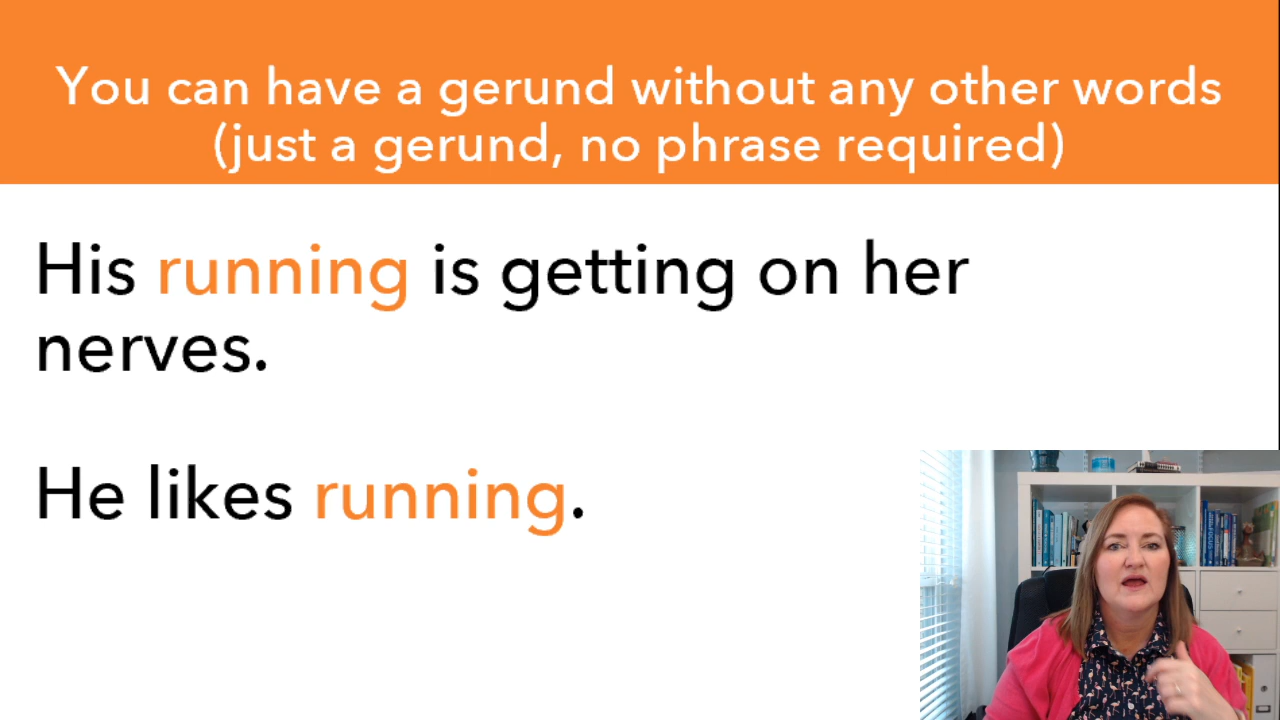 You can have a gerund without any other words
(just a gerund, no phrase required)
His running is getting on her
nerves.
He likes running.